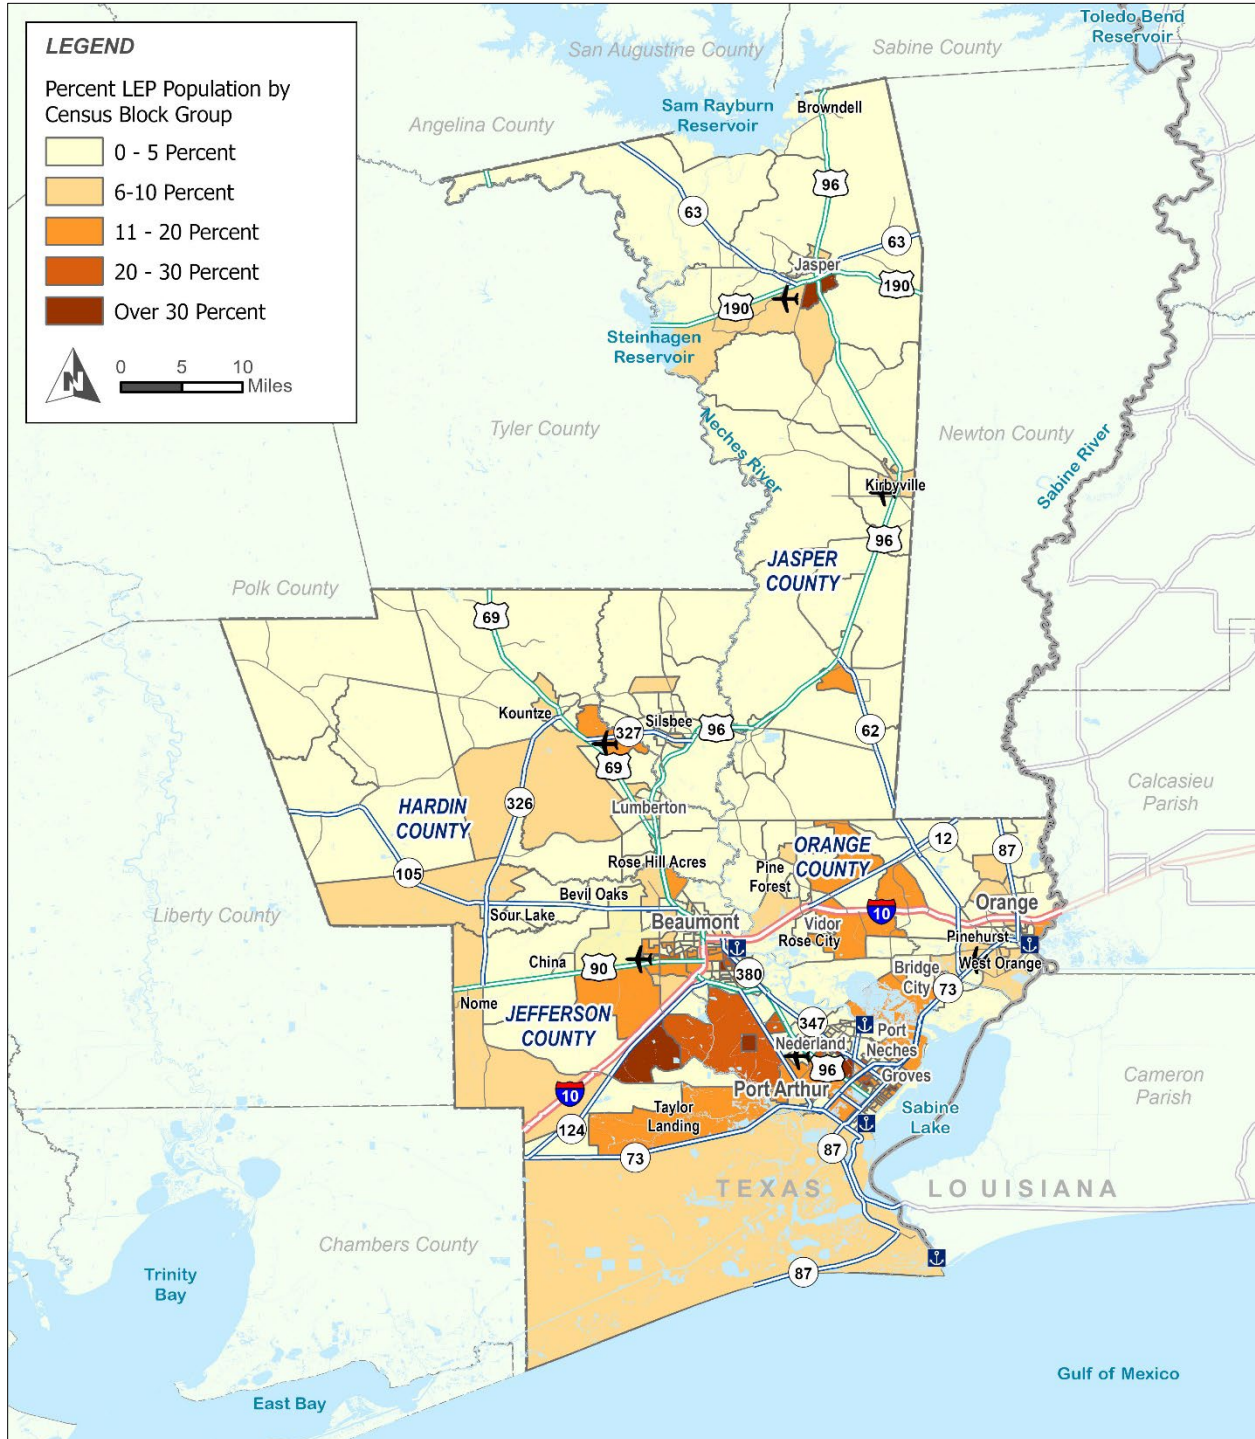 LEGEND
Percent LEP Population by
Census Block Group
0 - 5 Percent
6-10 Percent
11 - 20 Percent
20 - 30 Percent
Over 30 Percent
N
0 5 10
Miles
Toledo Bend
Reservoir
San Augustine County
Sabine County
Sam Rayburn
Reservoir
Browndell
Angelina County
96
63
63
Jasper
190
190
Steinhagen
Reservoir
Tyler County
Neches River
Newton County
Sabine River
Kirbyville
96
JASPER
COUNTY
Polk County
69
Kountze
327
Silsbee
96
62
69
Calcasieu
Parish
HARDIN
COUNTY
326
Lumberton
ORANGE
COUNTY
12
87
105
Rose Hill Acres
Pine
Forest
Liberty County
Bevil Oaks
Sour Lake
Beaumont
Vidor
10
Orange
Rose City
Pinehurst
China
90
380
Bridge
City
West Orange
73
Nome
JEFFERSON
COUNTY
347
Port
Neches
Nederland
96
Groves
Port Arthur
Cameron
Parish
10
Taylor
Landing
Sabine
Lake
124
73
87
TEXAS
LOUISIANA
Chambers County
Trinity
Bay
87
Gulf of Mexico
East Bay